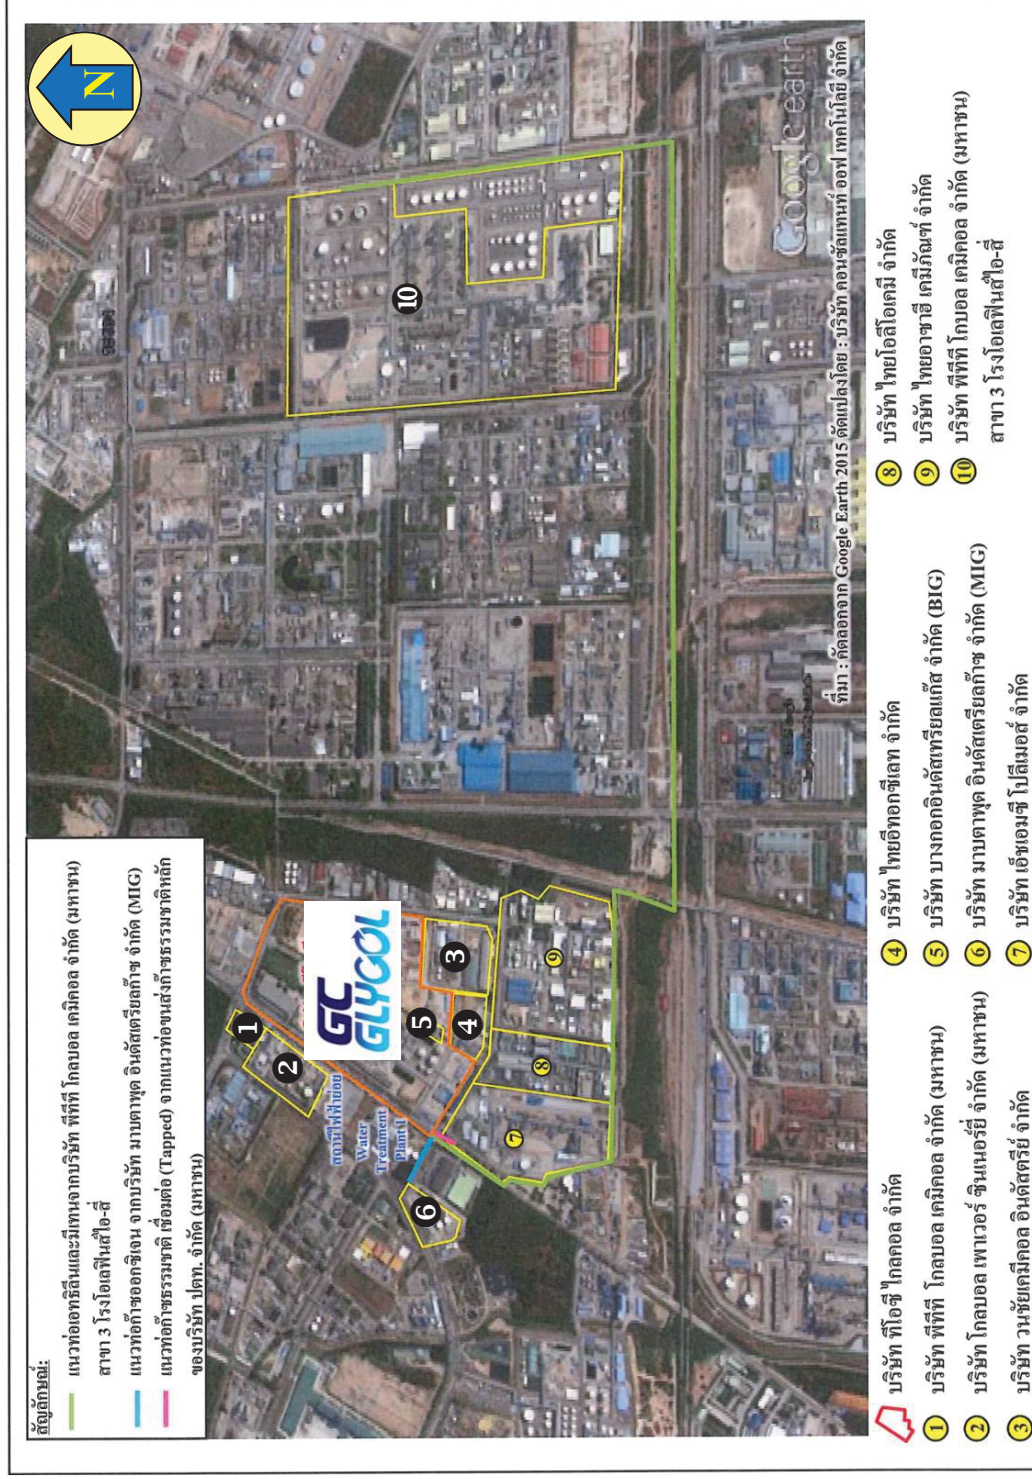 สัญลักษณ์:
แนวท่อเอทธิลีนและมีเทนจากบริษัท พีทีที โกลบอล เคมิคอล จำกัด (มหาชน)
สาขา 3 โรงโอเลฟินส์ไอ-สี่
แนวท่อก๊าซออกซิเจน จากบริษัท มาบตาพุด อินดัสเตรียลก๊าซ จำกัด (MIG)
แนวท่อก๊าซธรรมชาติ เชื่อมต่อ (Tapped) จากแนวท่อขนส่งก๊าซธรรมชาติหลัก
ของบริษัท ปตท. จำกัด (มหาชน)
N
1
2
GC
GLYCOL
สถานีไฟฟ้าย่อย
Water
Treatment
Plant
5
4
3
6
7
8
9
10
Google earth
ที่มา : คัดลอกจาก Google Earth 2015 ดัดแปลงโดย : บริษัท คอนซัลแทนท์ ออฟ เทคโนโลยี จำกัด
บริษัท ทีโอซี ไกลคอล จำกัด
1 บริษัท พีทีที โกลบอล เคมิคอล จำกัด (มหาชน)
2 บริษัท โกลบอล เพาเวอร์ ซินเนอร์ยี่ จำกัด (มหาชน)
3 บริษัท วนชัยเคมีคอล อินดัสตรีย์ จำกัด
4 บริษัท ไทยอีทอกซีเลท จำกัด
5 บริษัท บางกอกอินดัสเทรียลแก๊ส จำกัด (BIG)
6 บริษัท มาบตาพุด อินดัสเตรียลก๊าซ จำกัด (MIG)
7 บริษัท เอ็ชเอมซี โปลีเมอส์ จำกัด
8 บริษัท ไทยโอลีโอเคมี จำกัด
9 บริษัท ไทยอาซาฮี เคมีภัณฑ์ จำกัด
10 บริษัท พีทีที โกบอล เคมิคอล จำกัด (มหาชน)
สาขา 3 โรงโอเลฟินส์ไอ-สี่